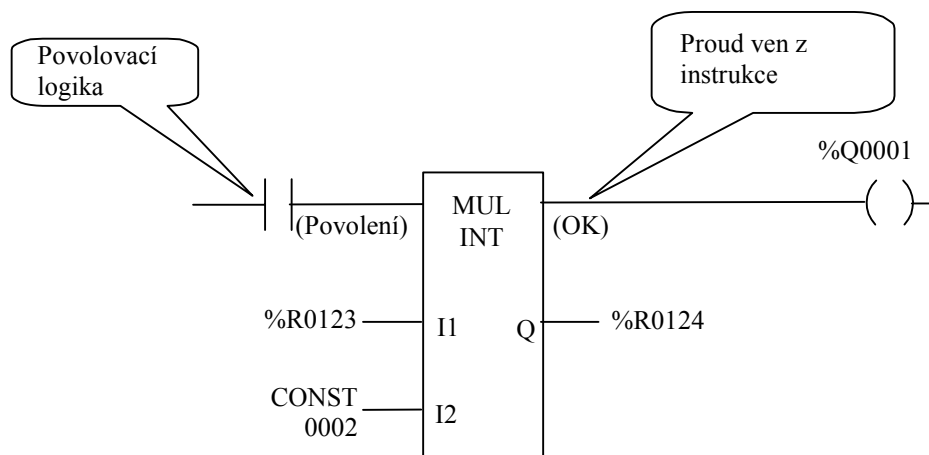 Povolovací
logika
Proud ven z
instrukce
%Q0001
(Povolení)
MUL
INT
(OK)
%R0123
I1
Q
%R0124
CONST
0002
I2